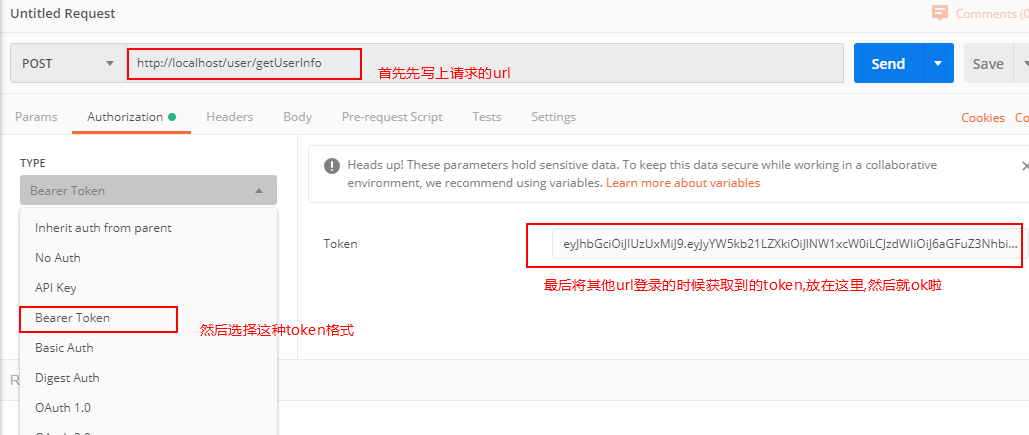 Untitled Request
Comments (0
POST
http://localhost/user/getUserInfo
首先先写上请求的url
Send
Save
Params
Authorization
Headers
Body
Pre-request Script
Tests
Settings
Cookies
Co
TYPE
Bearer Token
Heads up! These parameters hold sensitive data. To keep this data secure while working in a collaborative
environment, we recommend using variables. Learn more about variables
Inherit auth from parent
No Auth
API Key
Bearer Token
Basic Auth
Digest Auth
OAuth 1.0
然后选择这种token格式
Token
eyJhbGciOiJIUzUxMiJ9.eyJyYW5kb21LZXkiOiJlNW1xcW0iLCJzdWIiOiJ6aGFuZ3Nhbi...
最后将其他url登录的时候获取到的token,放在这里,然后就ok啦